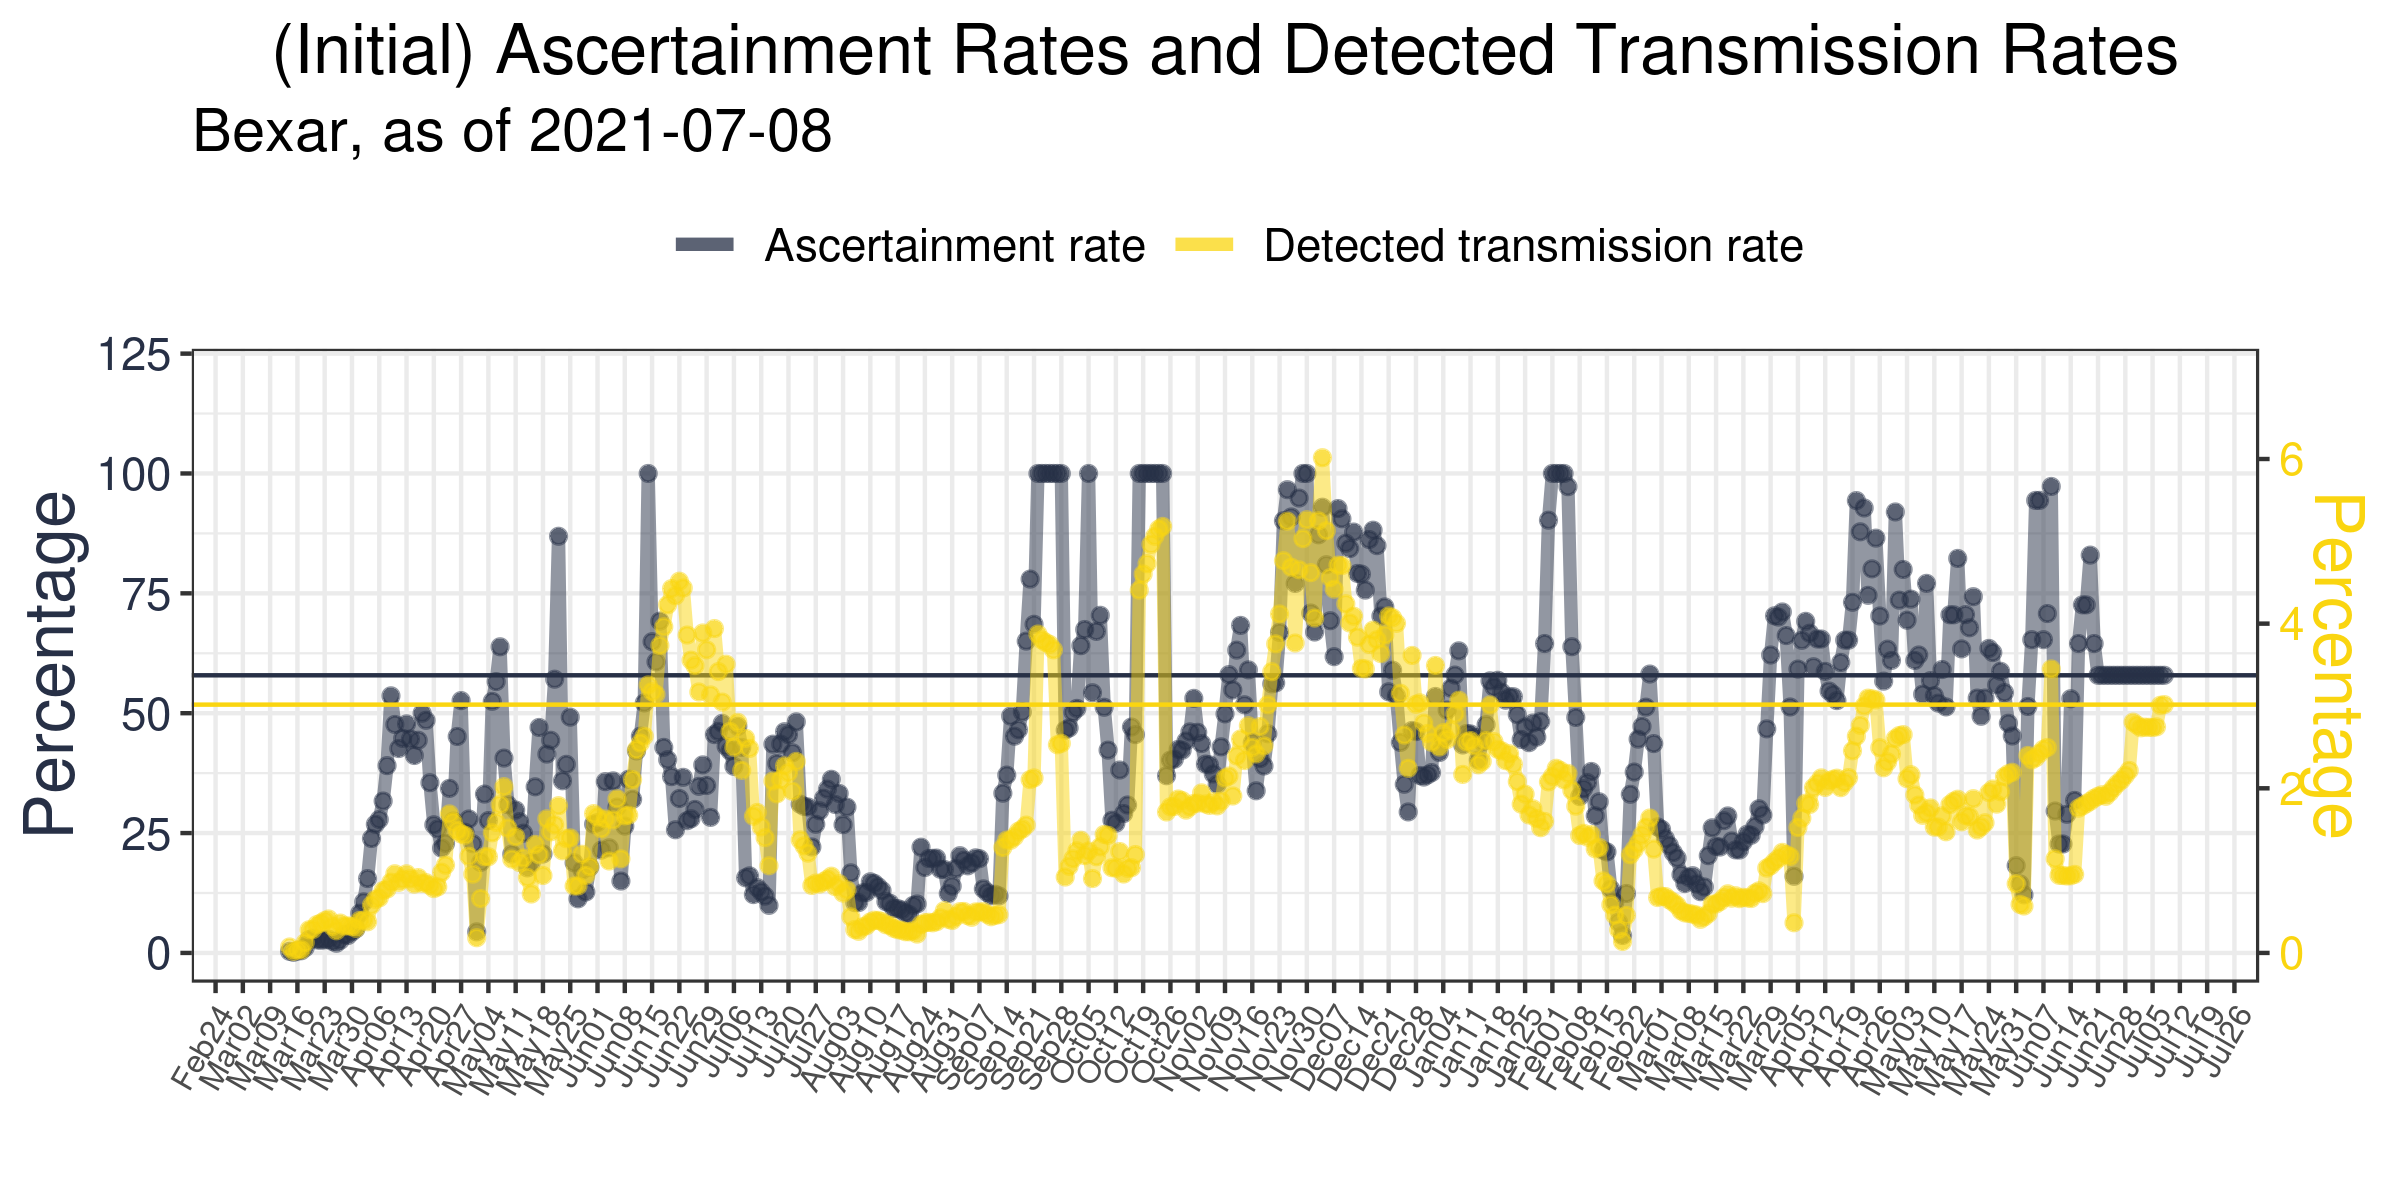 (Initial) Ascertainment Rates and Detected Transmission Rates
Bexar, as of 2021-07-08
Ascertainment rate Detected transmission rate
Percentage
125
100
75
50
25
0
6
4
2
0
Percentage
Feb24 Mar02 Mar09 Mar16 Mar23 Mar30 Apr06 Apr13 Apr20 Apr27 May04 May11 May18 May25 Jun01 Jun08 Jun15 Jun22 Jun29 Jul06 Jul13 Jul20 Jul27 Aug03 Aug10 Aug17 Aug24 Aug31 Sep07 Sep14 Sep21 Sep28 Oct05 Oct12 Oct19 Oct26 Nov02 Nov09 Nov16 Nov23 Nov30 Dec07 Dec14 Dec21 Dec28 Jan04 Jan11 Jan18 Jan25 Feb01 Feb08 Feb15 Feb22 Mar01 Mar08 Mar15 Mar22 Mar29 Apr05 Apr12 Apr19 Apr26 May03 May10 May17 May24 May31 Jun07 Jun14 Jun21 Jun28 Jul05 Jul12 Jul19 Jul26